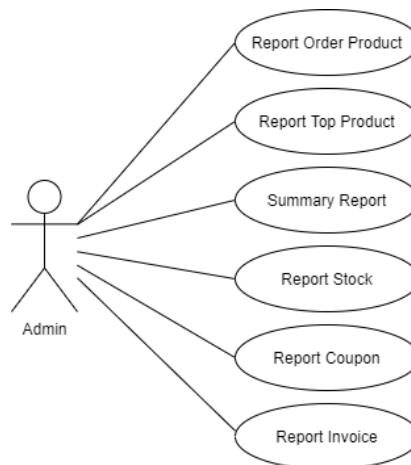 Report Order Product
Report Top Product
Summary Report
Report Stock
Admin
Report Coupon
Report Invoice